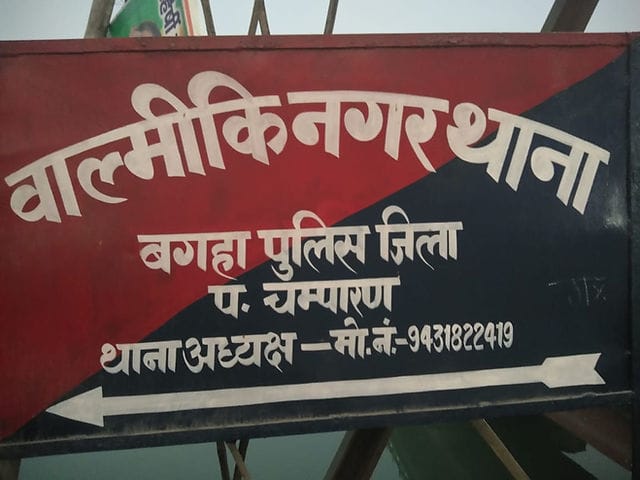 वाल्मीकिनगर थाना
बगहा पुलिस जिला
प. चम्पारण
थाना अध्यक्ष – मो. नं.-9431822419